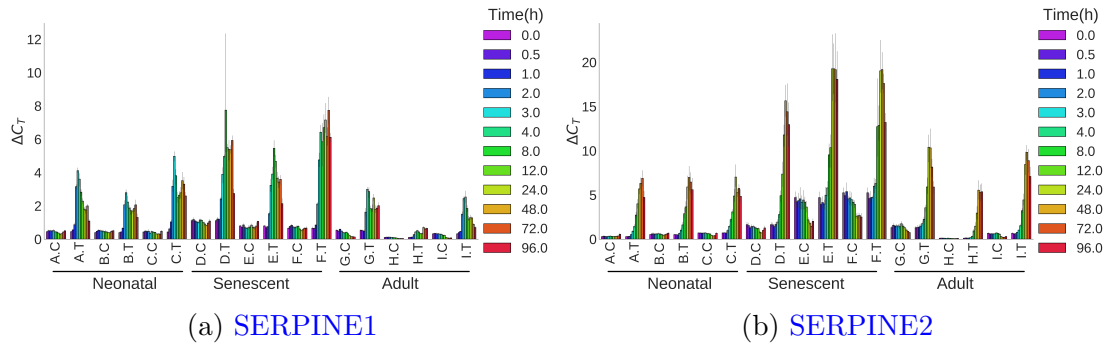 Time(h)
0.0
0.5
1.0
2.0
3.0
4.0
8.0
12.0
24.0
48.0
72.0
96.0
ΔC_T
12
10
8
6
4
2
0
A.C
A.T
B.C
B.T
C.C
C.T
D.C
D.T
E.C
E.T
F.C
F.T
G.C
G.T
H.C
H.T
I.C
I.T
Neonatal Senescent Adult
(a) SERPINE1
Time(h)
0.0
0.5
1.0
2.0
3.0
4.0
8.0
12.0
24.0
48.0
72.0
96.0
ΔC_T
20
15
10
5
0
A.C
A.T
B.C
B.T
C.C
C.T
D.C
D.T
E.C
E.T
F.C
F.T
G.C
G.T
H.C
H.T
I.C
I.T
Neonatal Senescent Adult
(b) SERPINE2